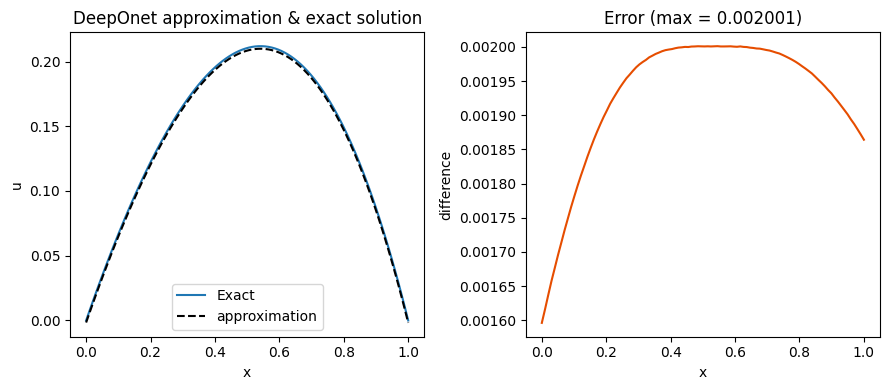 DeepOnet approximation & exact solution
0.20
0.15
0.10
0.05
0.00
u
Exact
approximation
0.0 0.2 0.4 0.6 0.8 1.0
x
Error (max = 0.002001)
0.00200
0.00195
0.00190
0.00185
0.00180
0.00175
0.00170
0.00165
0.00160
difference
0.0 0.2 0.4 0.6 0.8 1.0
x